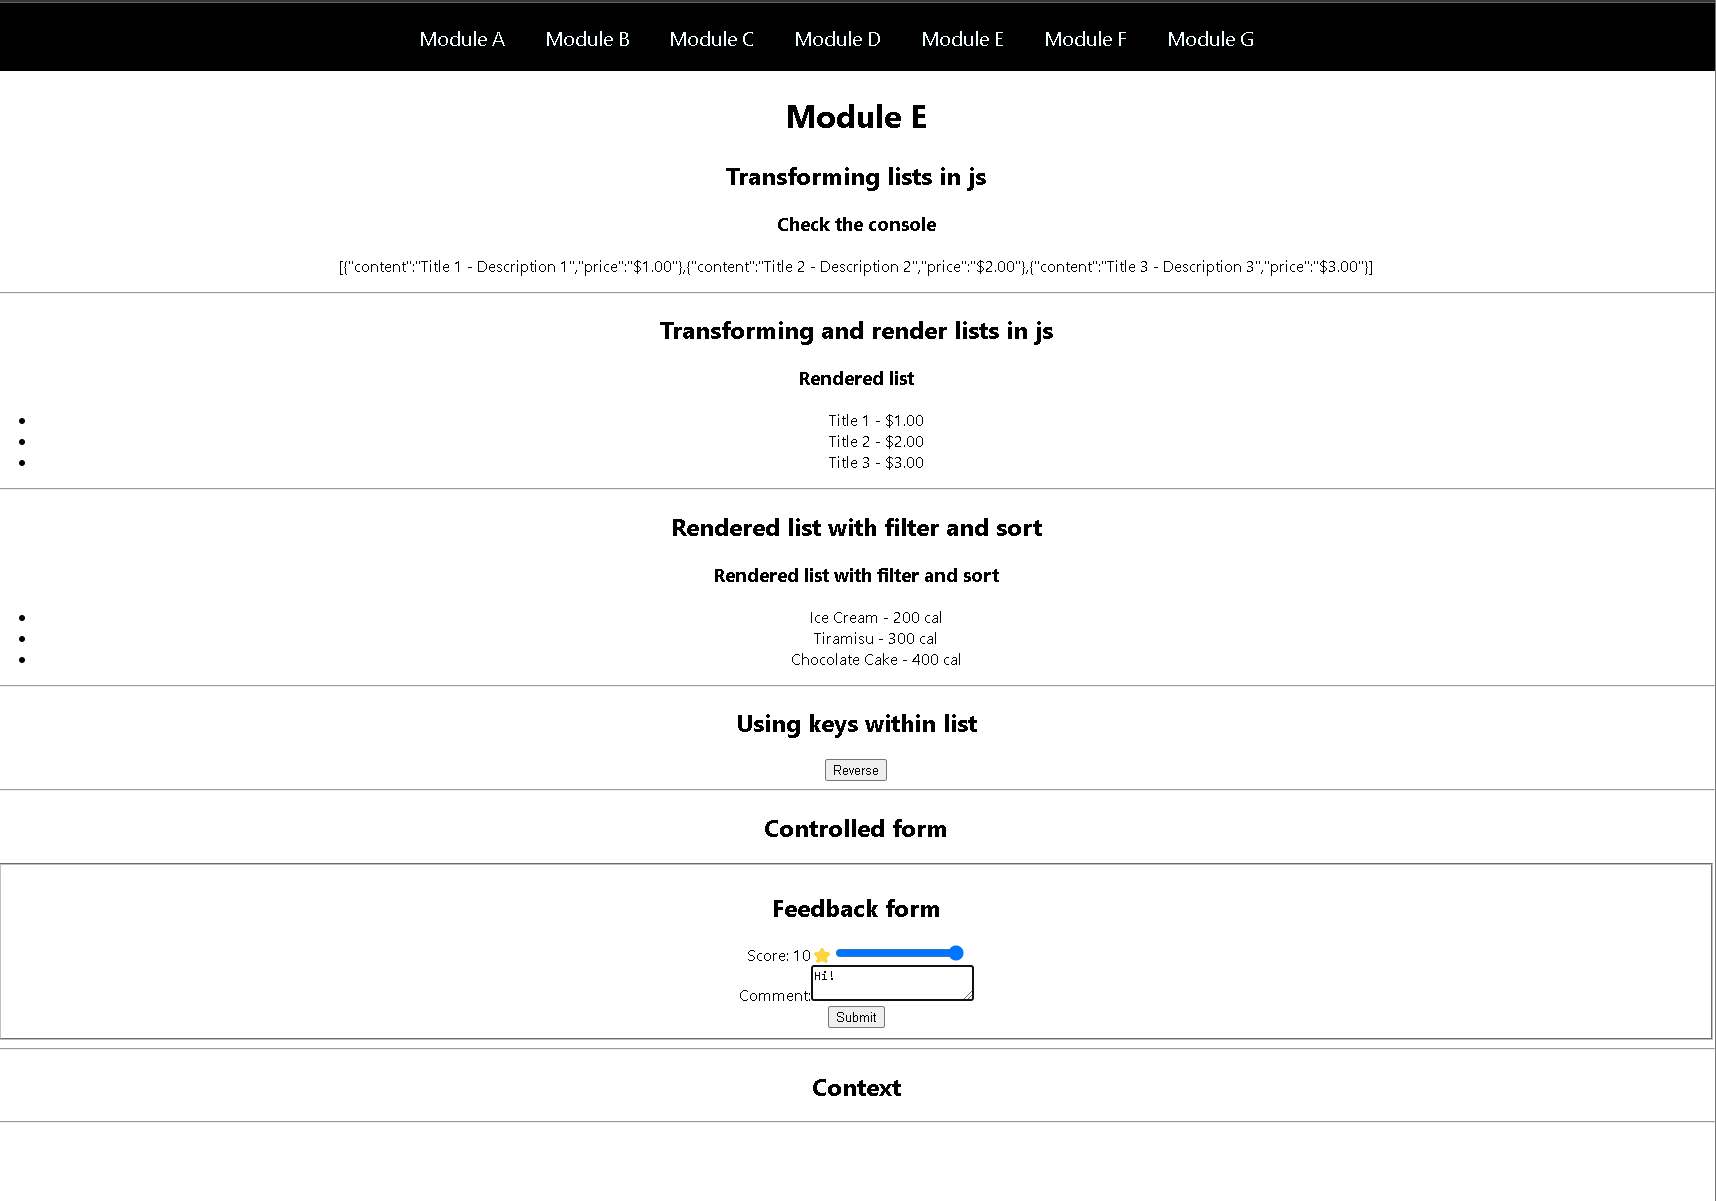 Module A Module B Module C Module D Module E Module F Module G
Module E
Transforming lists in js
Check the console
[{"content":"Title 1 - Description 1","price":"$1.00"},{"content":"Title 2 - Description 2","price":"$2.00"},{"content":"Title 3 - Description 3","price":"$3.00"}]
Transforming and render lists in js
Rendered list
Title 1 - $1.00
Title 2 - $2.00
Title 3 - $3.00
Rendered list with filter and sort
Rendered list with filter and sort
Ice Cream - 200 cal
Tiramisu - 300 cal
Chocolate Cake - 400 cal
Using keys within list
Reverse
Controlled form
Feedback form
Score: 10⭐
Hi!
Comment:
Submit
Context